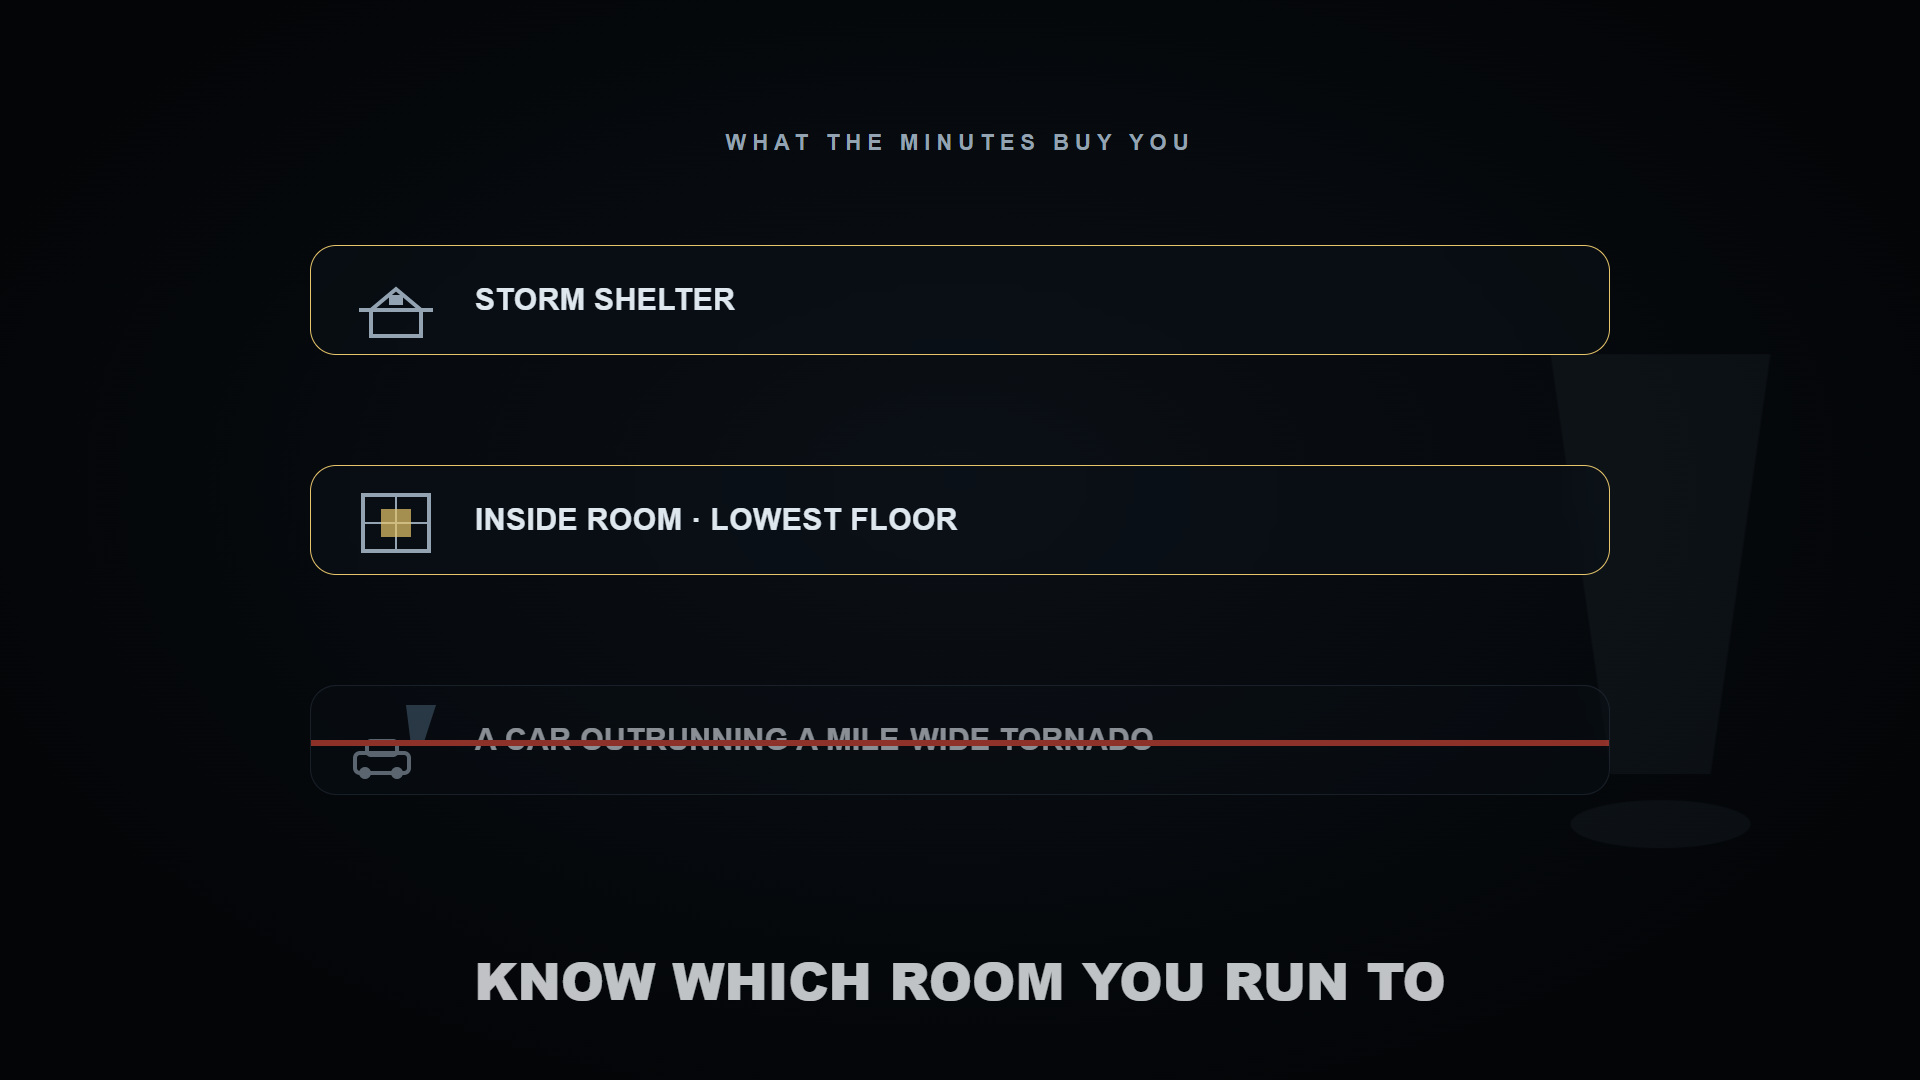 WHAT THE MINUTES BUY YOU
STORM SHELTER
INSIDE ROOM · LOWEST FLOOR
A CAR OUTRUNNING A MILE-WIDE TORNADO
KNOW WHICH ROOM YOU RUN TO